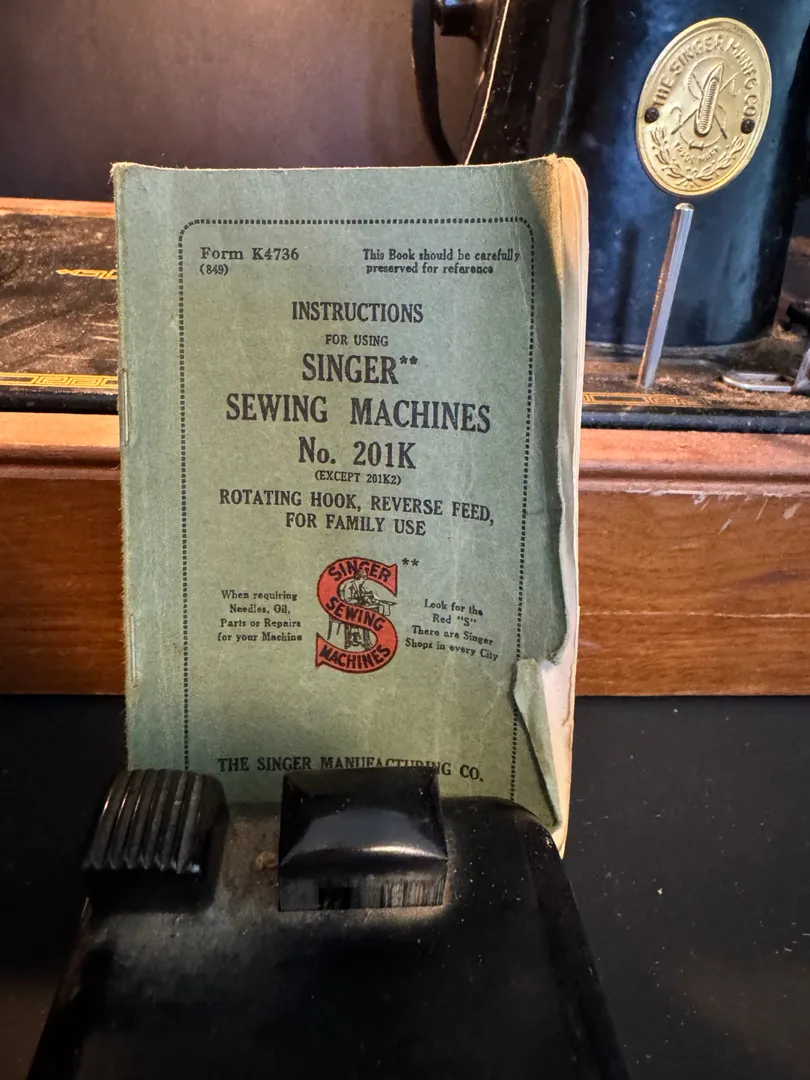 THE SINGER MANFG CO.
TRADE MARK
Form K4736
(849)
This Book should be carefully
preserved for reference
INSTRUCTIONS
FOR USING
SINGER**
SEWING MACHINES
No. 201K
(EXCEPT 201K2)
ROTATING HOOK, REVERSE FEED,
FOR FAMILY USE
When requiring
Needles, Oil,
Parts or Repairs
for your Machine
SINGER
SEWING
MACHINES
**
Look for the
Red "S"
There are Singer
Shops in every City
THE SINGER MANUFACTURING CO.